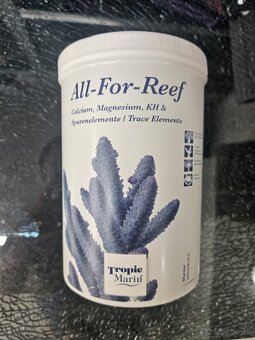 All-For-Reef
Calcium, Magnesium, KH &
Spurenelemente / Trace Elements
Tropic
Marin